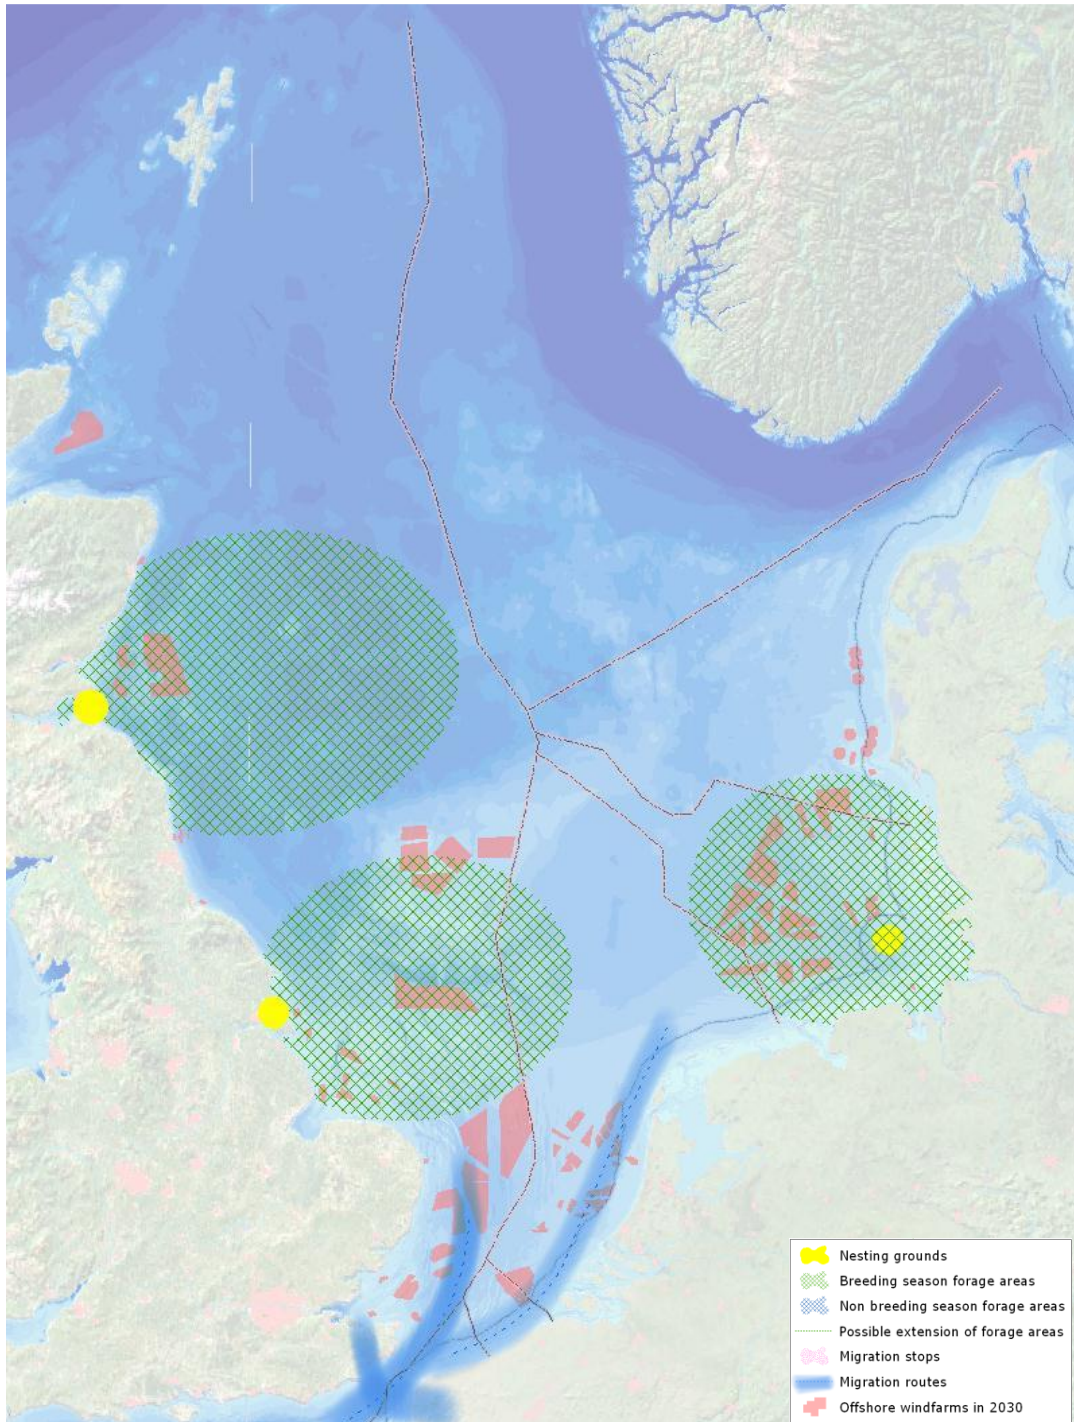 Nesting grounds
Breeding season forage areas
Non breeding season forage areas
Possible extension of forage areas
Migration stops
Migration routes
Offshore windfarms in 2030